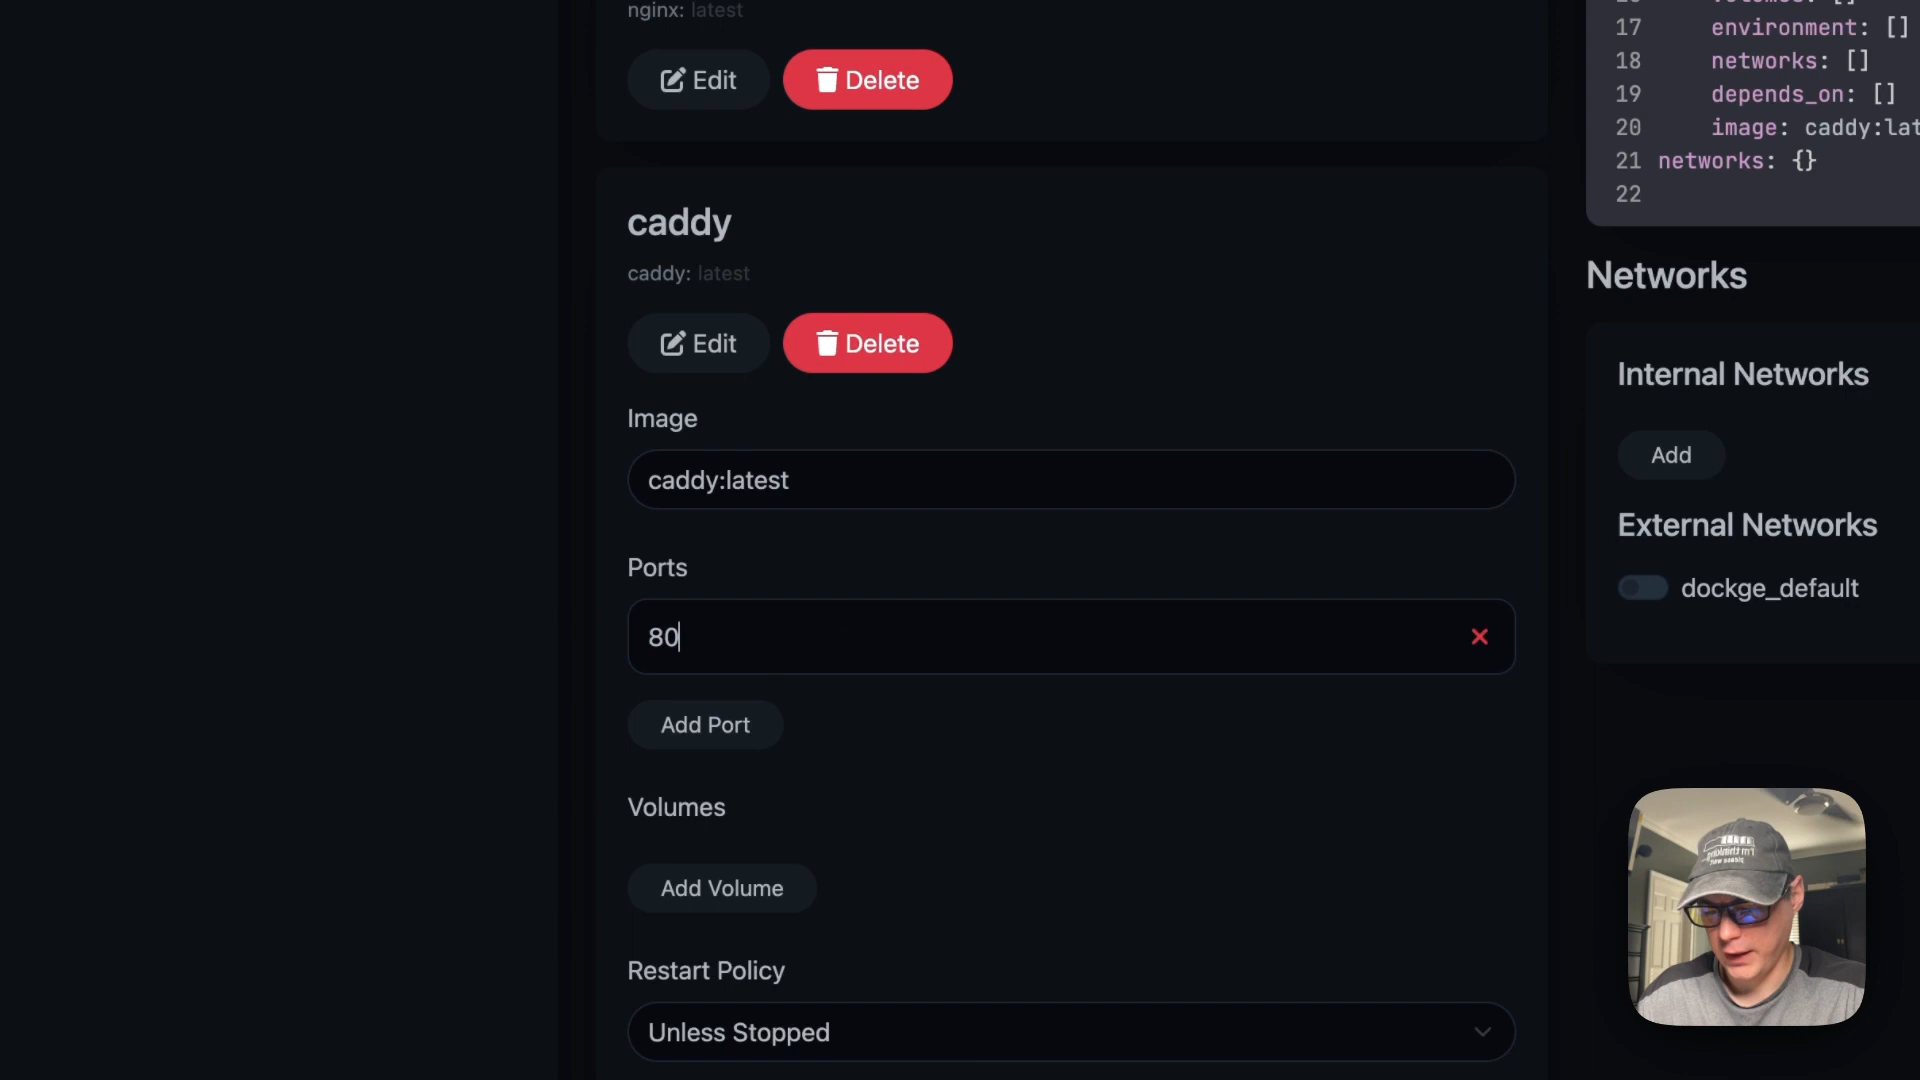 nginx: latest
Edit
Delete
caddy
caddy: latest
Edit
Delete
Image
caddy:latest
Ports
80
Add Port
Volumes
Add Volume
Restart Policy
Unless Stopped
17 environment: []
18 networks: []
19 depends_on: []
20 image: caddy:lat
21 networks: {}
22
Networks
Internal Networks
Add
External Networks
dockge_default